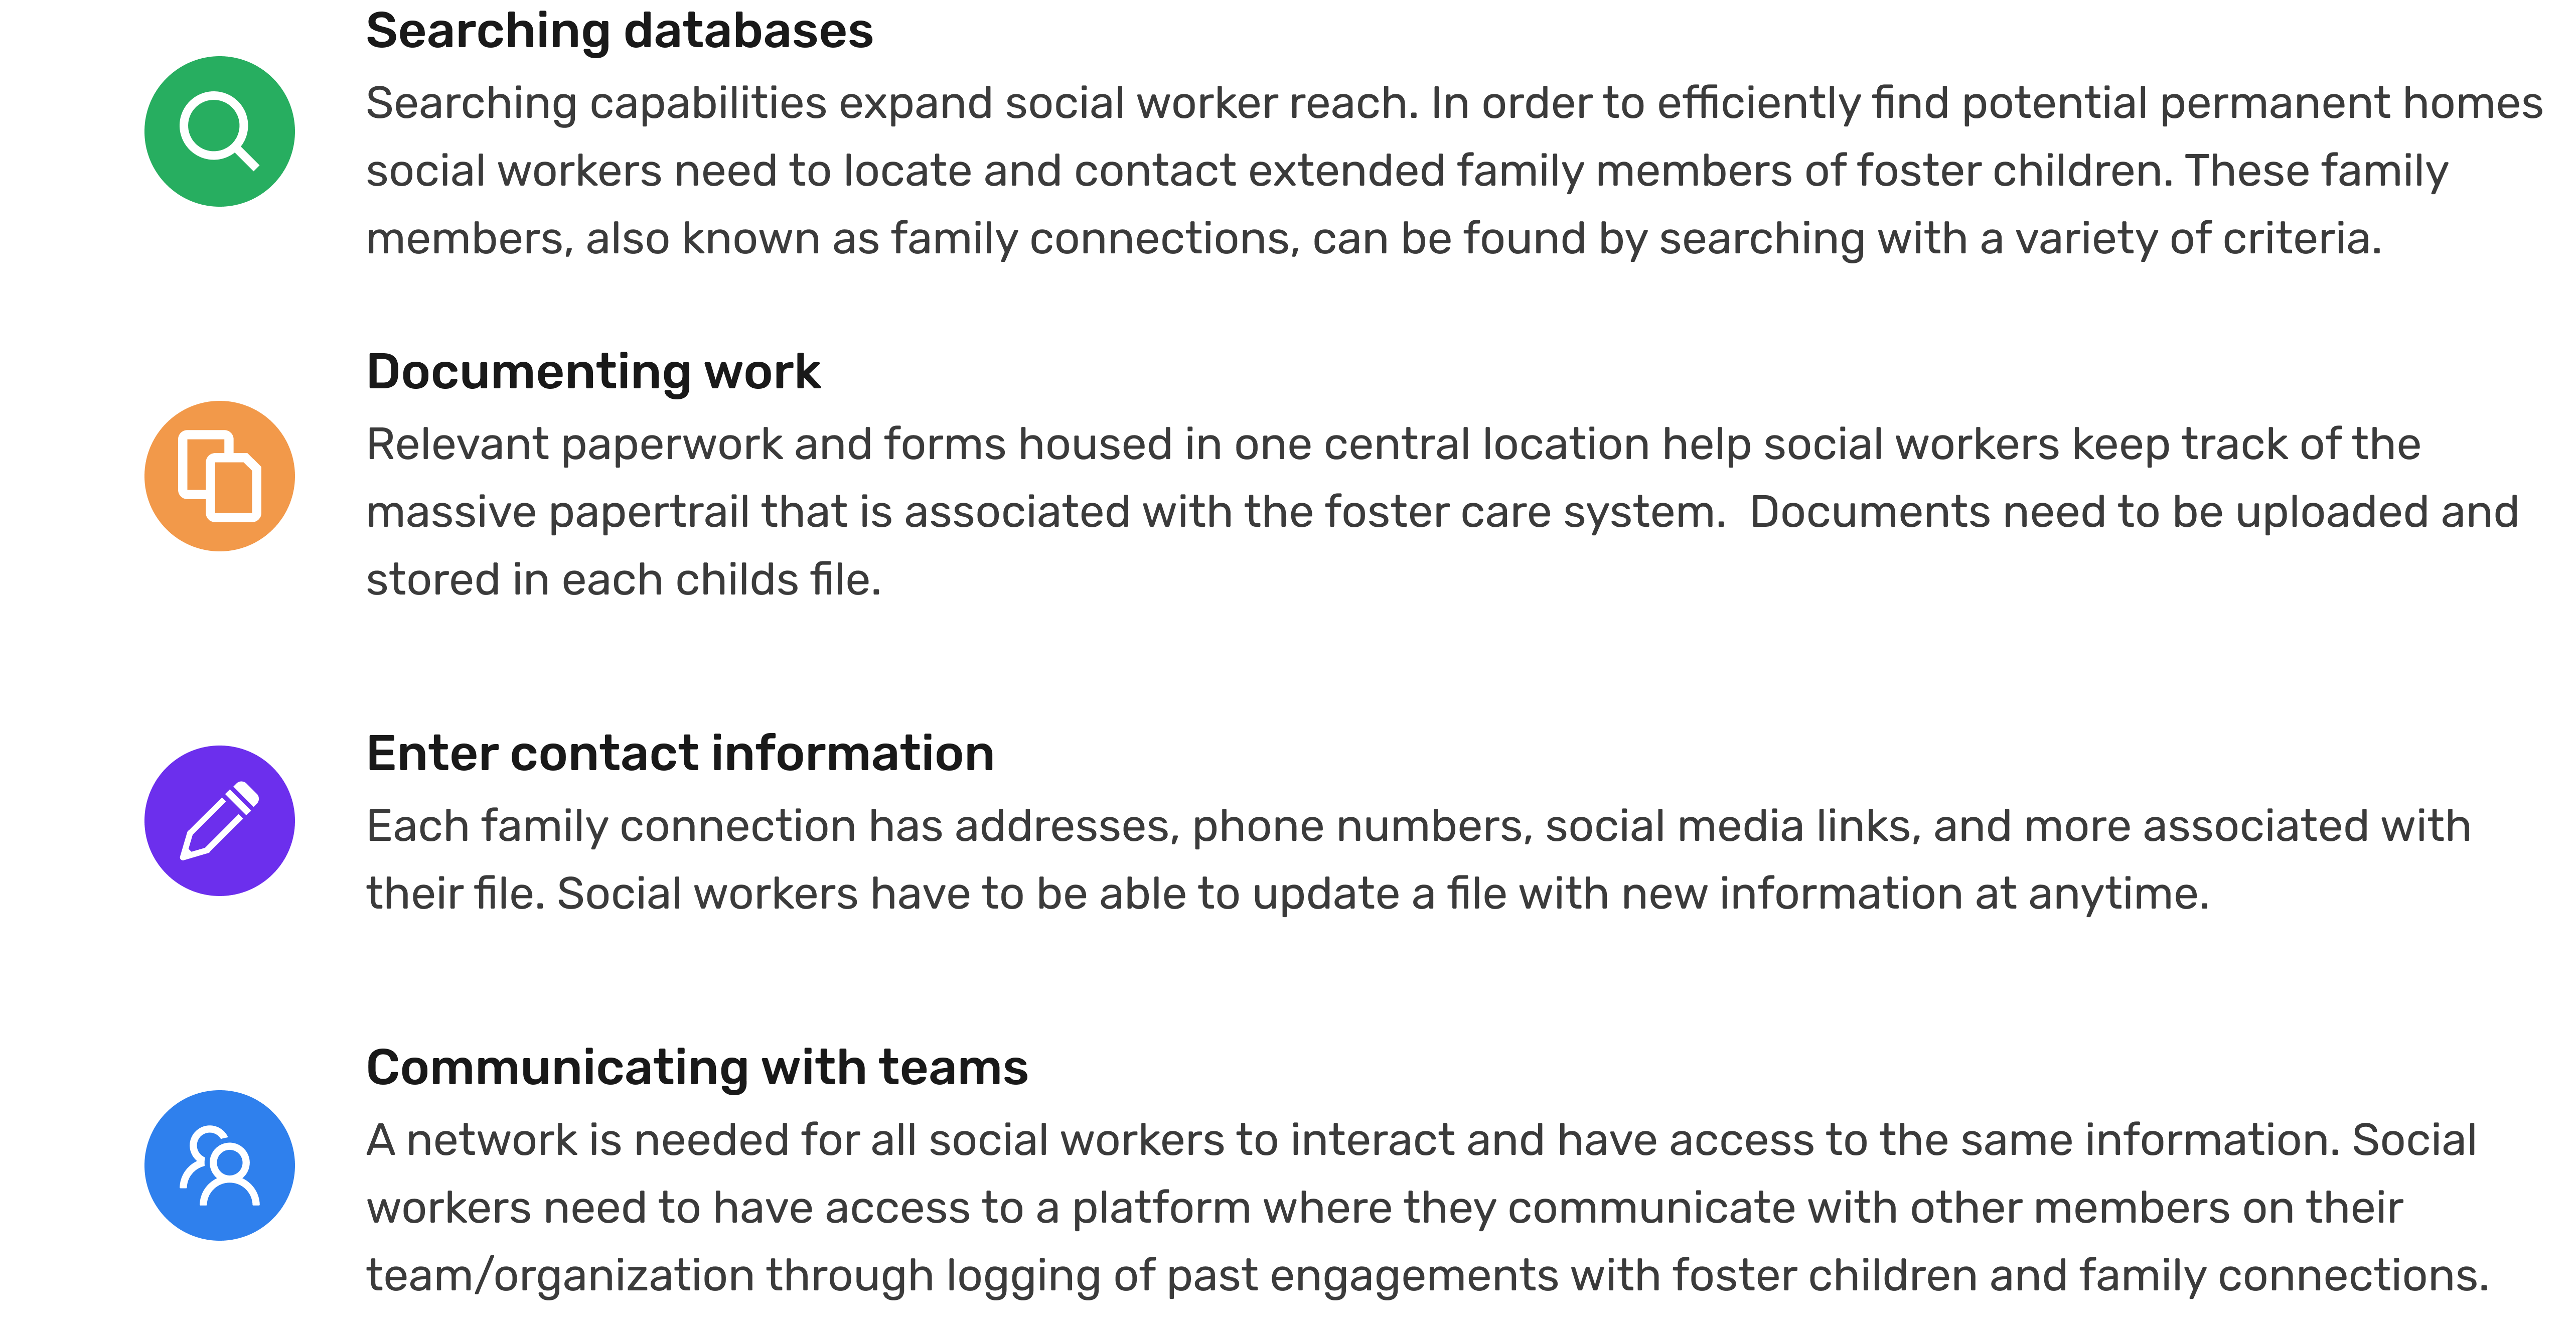 Searching databases
Searching capabilities expand social worker reach. In order to efficiently find potential permanent homes
social workers need to locate and contact extended family members of foster children. These family
members, also known as family connections, can be found by searching with a variety of criteria.
Documenting work
Relevant paperwork and forms housed in one central location help social workers keep track of the
massive papertrail that is associated with the foster care system.  Documents need to be uploaded and
stored in each childs file.
Enter contact information
Each family connection has addresses, phone numbers, social media links, and more associated with
their file. Social workers have to be able to update a file with new information at anytime.
Communicating with teams
A network is needed for all social workers to interact and have access to the same information. Social
workers need to have access to a platform where they communicate with other members on their
team/organization through logging of past engagements with foster children and family connections.